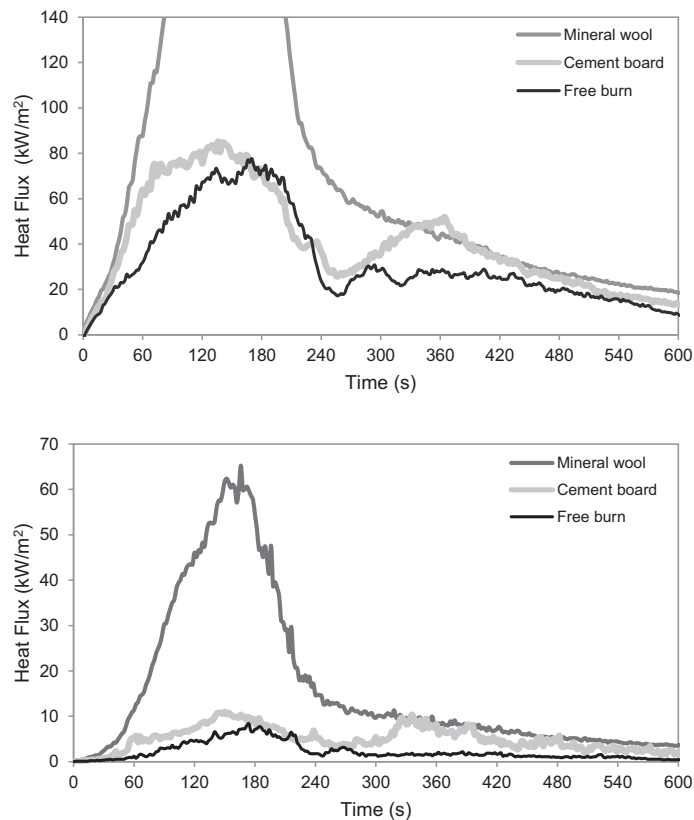 140
120
100
80
60
40
20
0
Heat Flux (kW/m²)
Mineral wool
Cement board
Free burn
0 60 120 180 240 300 360 420 480 540 600
Time (s)
70
60
50
40
30
20
10
0
Heat Flux (kW/m²)
Mineral wool
Cement board
Free burn
0 60 120 180 240 300 360 420 480 540 600
Time (s)